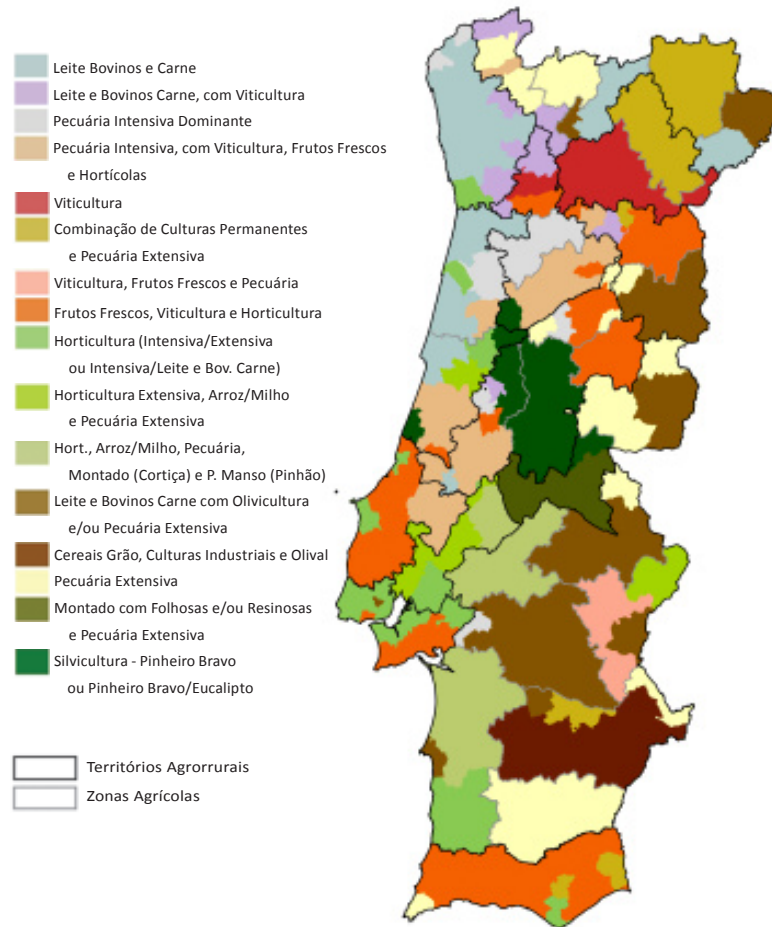 Leite Bovinos e Carne
Leite e Bovinos Carne, com Viticultura
Pecuária Intensiva Dominante
Pecuária Intensiva, com Viticultura, Frutos Frescos
e Hortícolas
Viticultura
Combinação de Culturas Permanentes
e Pecuária Extensiva
Viticultura, Frutos Frescos e Pecuária
Frutos Frescos, Viticultura e Horticultura
Horticultura (Intensiva/Extensiva
ou Intensiva/Leite e Bov. Carne)
Horticultura Extensiva, Arroz/Milho
e Pecuária Extensiva
Hort., Arroz/Milho, Pecuária,
Montado (Cortiça) e P. Manso (Pinhão)
Leite e Bovinos Carne com Olivicultura
e/ou Pecuária Extensiva
Cereais Grão, Culturas Industriais e Olival
Pecuária Extensiva
Montado com Folhosas e/ou Resinosas
e Pecuária Extensiva
Silvicultura - Pinheiro Bravo
ou Pinheiro Bravo/Eucalipto
Territórios Agrorrurais
Zonas Agrícolas